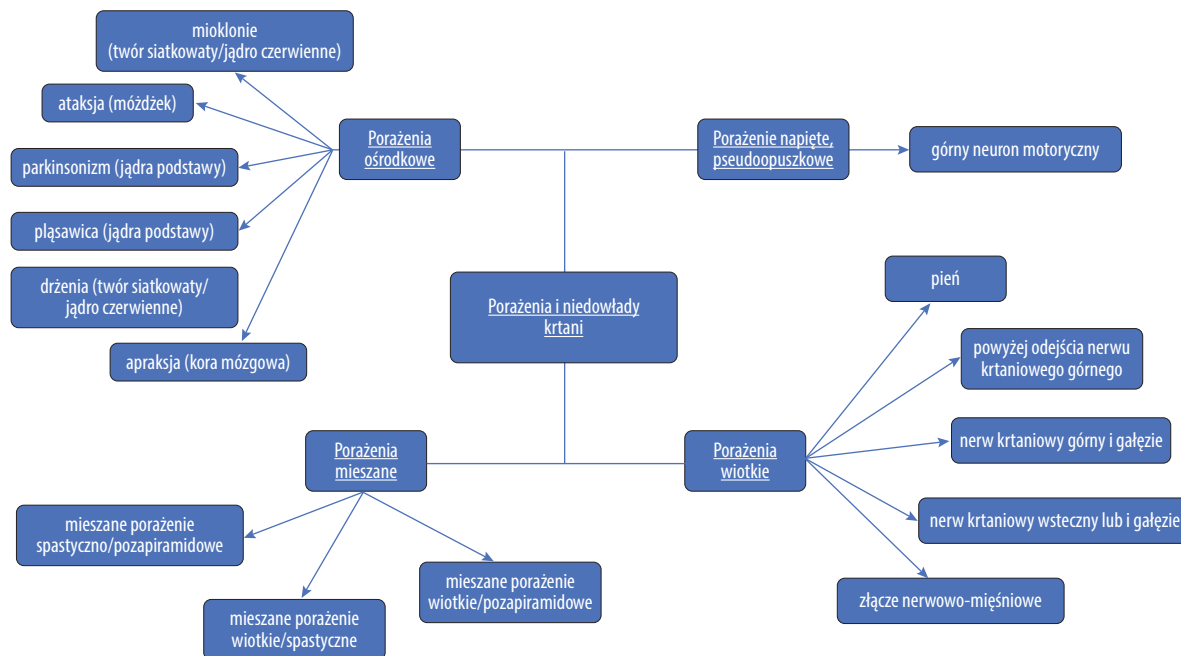 mioklonie
(twór siatkowaty/jądro czerwienne)
ataksja (móżdżek)
parkinsonizm (jądra podstawy)
pląsawica (jądra podstawy)
drżenia (twór siatkowaty/
jądro czerwienne)
apraksja (kora mózgowa)
Porażenia
ośrodkowe
Porażenie napięte,
pseudoopuszkowe
górny neuron motoryczny
Porażenia i niedowłady
krtani
pień
powyżej odejścia nerwu
krtaniowego górnego
nerw krtaniowy górny i gałęzie
nerw krtaniowy wsteczny lub i gałęzie
złącze nerwowo-mięśniowe
Porażenia
wiotkie
Porażenia
mieszane
mieszane porażenie
spastyczno/pozapiramidowe
mieszane porażenie
wiotkie/spastyczne
mieszane porażenie
wiotkie/pozapiramidowe